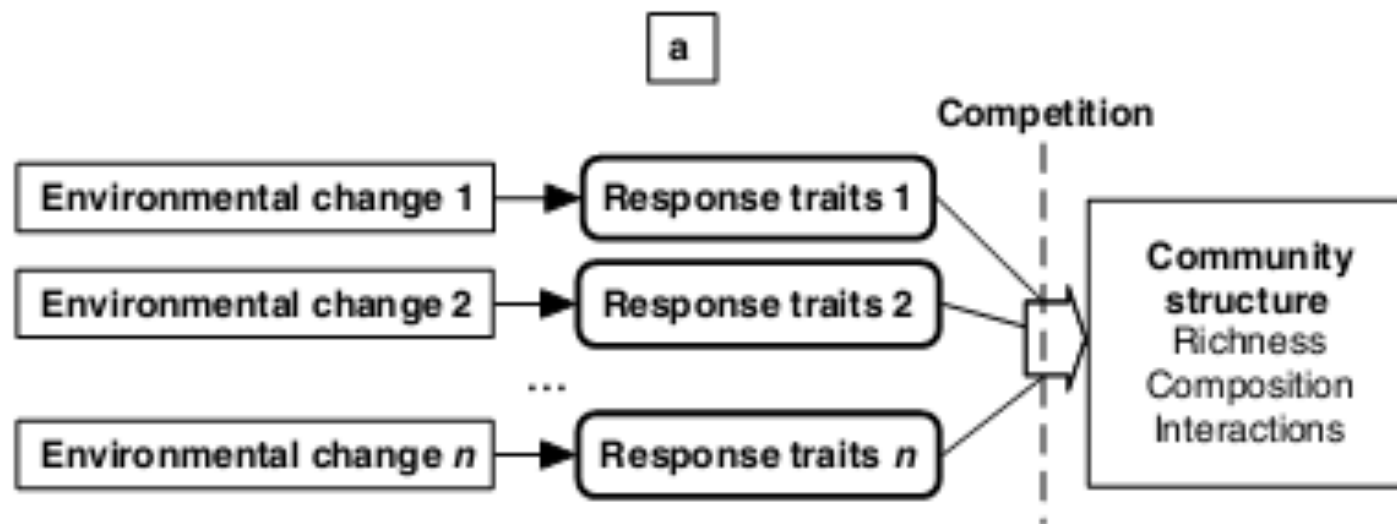 a
Competition
Environmental change 1
Response traits 1
Environmental change 2
Response traits 2
...
Environmental change n
Response traits n
Community
structure
Richness
Composition
Interactions